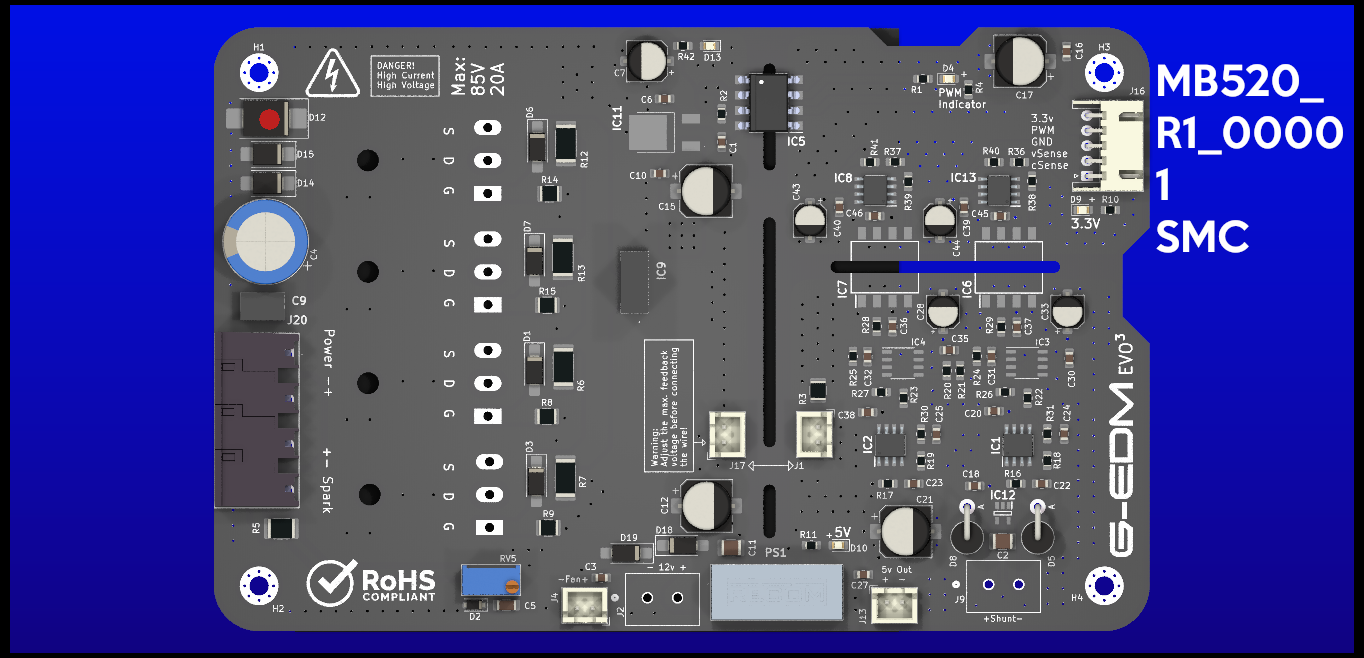 MB520_
R1_0000
1
SMC
H1
DANGER!
High Current
High Voltage
Max:
85V
20A
C7
R42
D13
D4
+
R1
R4
PWM
Indicator
C17
C16
H3
J16
D12
D15
D14
C4
+
C9
J20
Power -+
+- Spark
R5
H2
RoHS
COMPLIANT
S
D
G
S
D
G
S
D
G
S
D
G
D6
R12
R14
D7
R13
R15
D1
R6
R8
D3
R7
R9
C6
IC11
R2
C1
IC5
C10
C15
IC9
3.3v
PWM
GND
vSense
cSense
D9 +
R10
3.3V
R41
R37
IC8
R39
C43
C40
C46
R40
R36
IC13
R38
C39
C45
C44
IC7
IC6
C28
C33
R28
C36
R29
C37
IC4
C35
IC3
R25
C32
R20
R21
R24
C31
C30
R27
R23
R26
R22
R3
C38
R30
C25
C20
R31
C24
IC2
R19
IC1
R18
R17
C23
C18
R16
C22
Warning:
Adjust the max. feedback
voltage before connecting
the wire!
J17
J1
C12
C21
IC12
A
A
D8
D5
C2
D19
D18
C11
PS1
R11
+5V
D10
RV5
D2
C5
C3
-Fan+
J4
- 12v +
J2
C27
5v Out
+ -
J13
J9
+Shunt-
H4
G-EDM EVO³